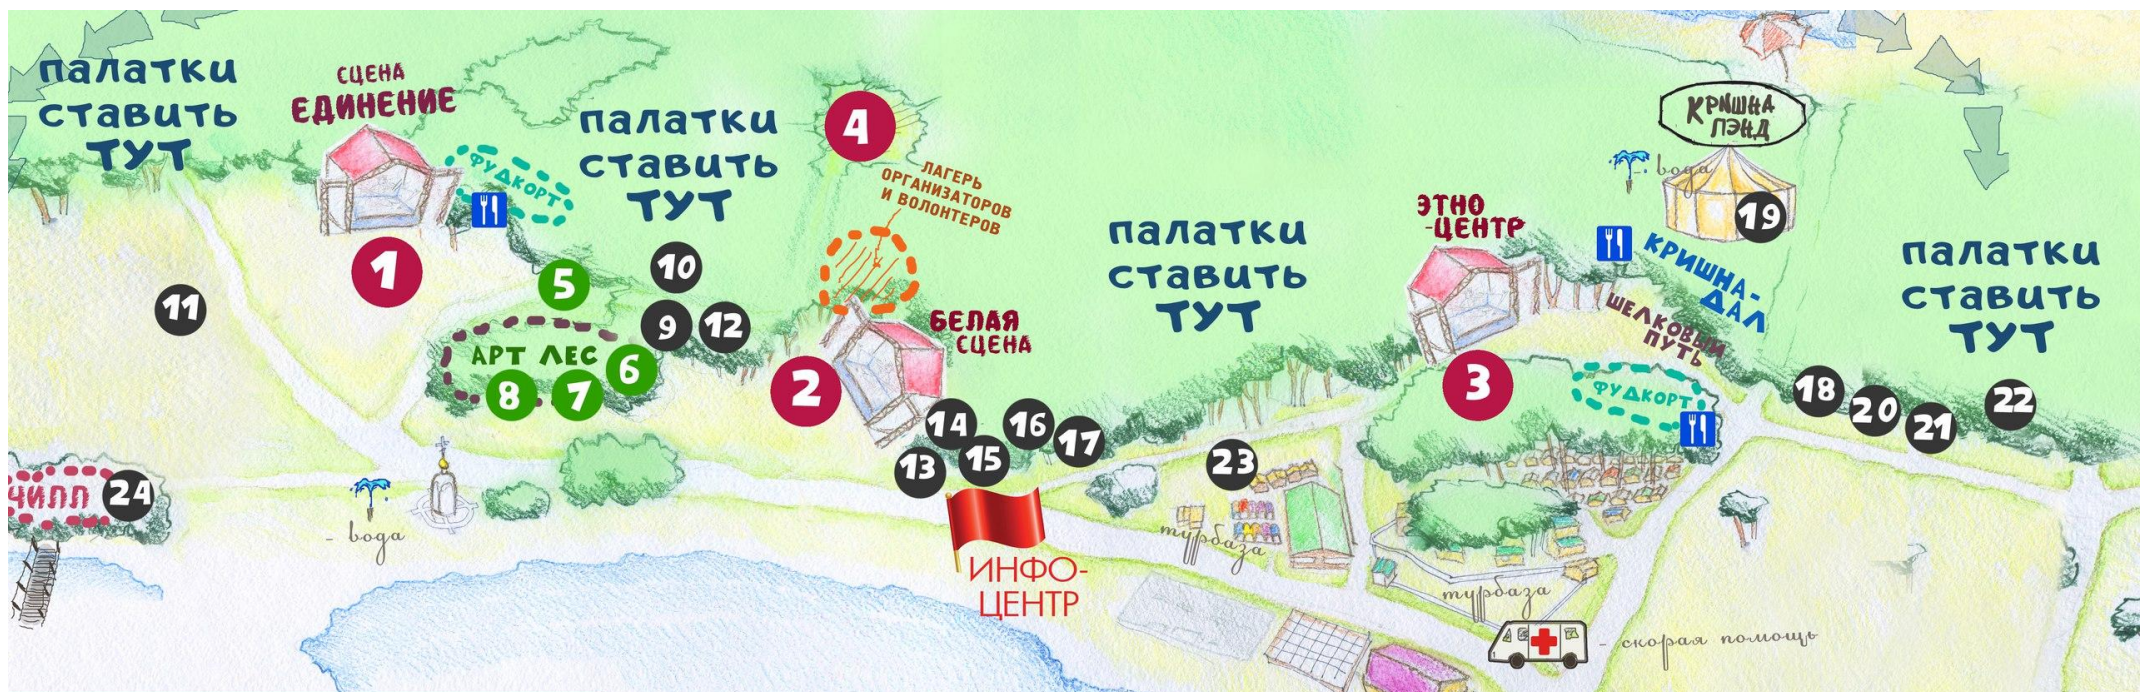 палатки
ставить
ТУТ
СЦЕНА
ЕДИНЕНИЕ
ФУДКОРТ
1
палатки
ставить
ТУТ
4
ЛАГЕРЬ
ОРГАНИЗАТОРОВ
И ВОЛОНТЕРОВ
11
5
10
9
12
АРТ ЛЕС
6
8
7
БЕЛАЯ
СЦЕНА
2
палатки
ставить
ТУТ
ЭТНО
-ЦЕНТР
3
КРИШНА
ЛЭНД
- вода
19
КРИШНА-
ДАЛ
ШЕЛКОВЫЙ
ПУТЬ
ФУДКОРТ
палатки
ставить
ТУТ
18
20
21
22
14
16
17
13
15
23
ЧИЛЛ
24
- вода
ИНФО-
ЦЕНТР
турбаза
турбаза
- скорая помощь